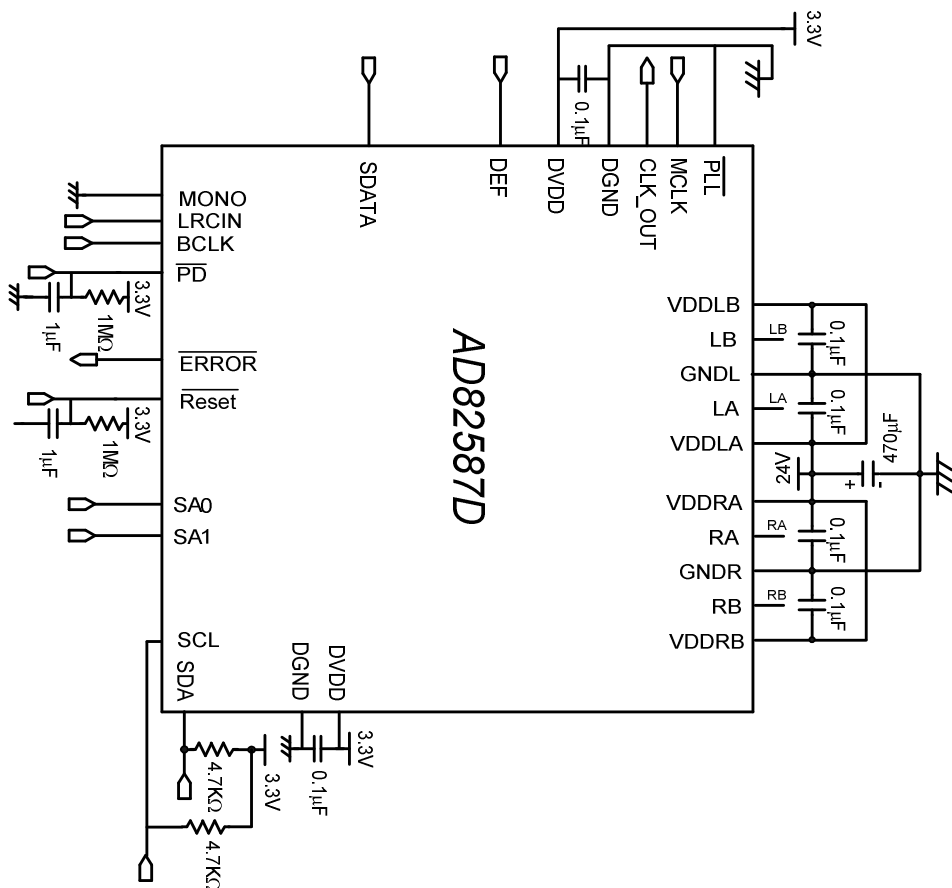 3.3V
0.1μF
SDATA
DEF
DVDD
DGND
CLK_OUT
MCLK
PLL
MONO
LRCIN
BCLK
PD
3.3V
1μF
1MΩ
ERROR
Reset
3.3V
1μF
1MΩ
SA0
SA1
SCL
SDA
DGND
DVDD
AD82587D
VDDLB
LB
LB
0.1μF
GNDL
LA
LA
0.1μF
VDDLA
24V
470μF
+
-
VDDRA
RA
RA
0.1μF
GNDR
RB
RB
0.1μF
VDDRB
4.7KΩ
3.3V
4.7KΩ
0.1μF
3.3V